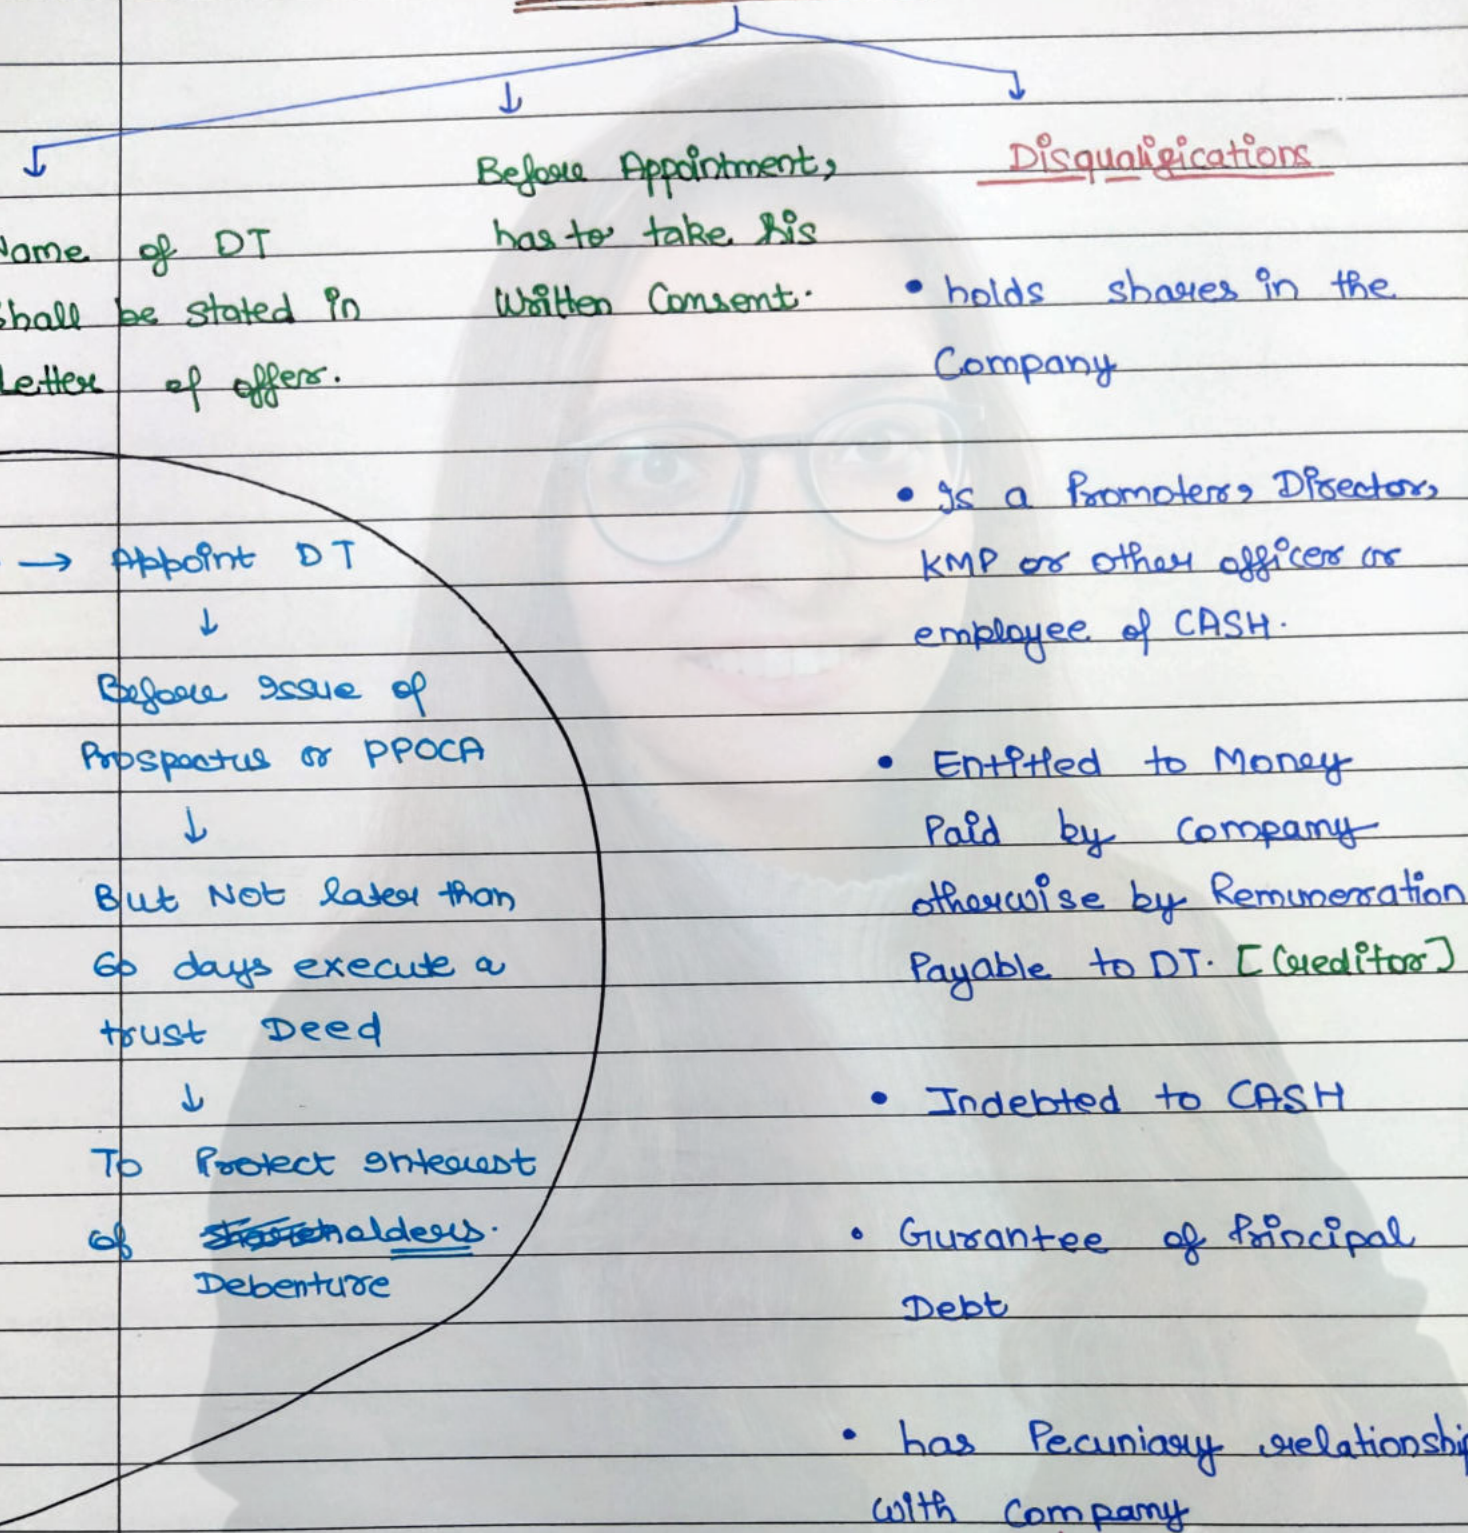 Name of DT
shall be stated in
Letter of offer.
Before Appointment,
has to take his
Written Consent.
Disqualifications
• holds shares in the
Company
• Is a Promoter, Director,
KMP or other officer or
employee of CASH.
• Entitled to Money
Paid by Company
otherwise by Remuneration
Payable to DT. [Creditor]
• Indebted to CASH
• Gurantee of Principal
Debt
• has Pecuniary relationship
with Company
→ Appoint DT
↓
Before Issue of
Prospectus or PPOCA
↓
But Not later than
60 days execute a
trust Deed
↓
To Protect Interest
of holders.
Debenture